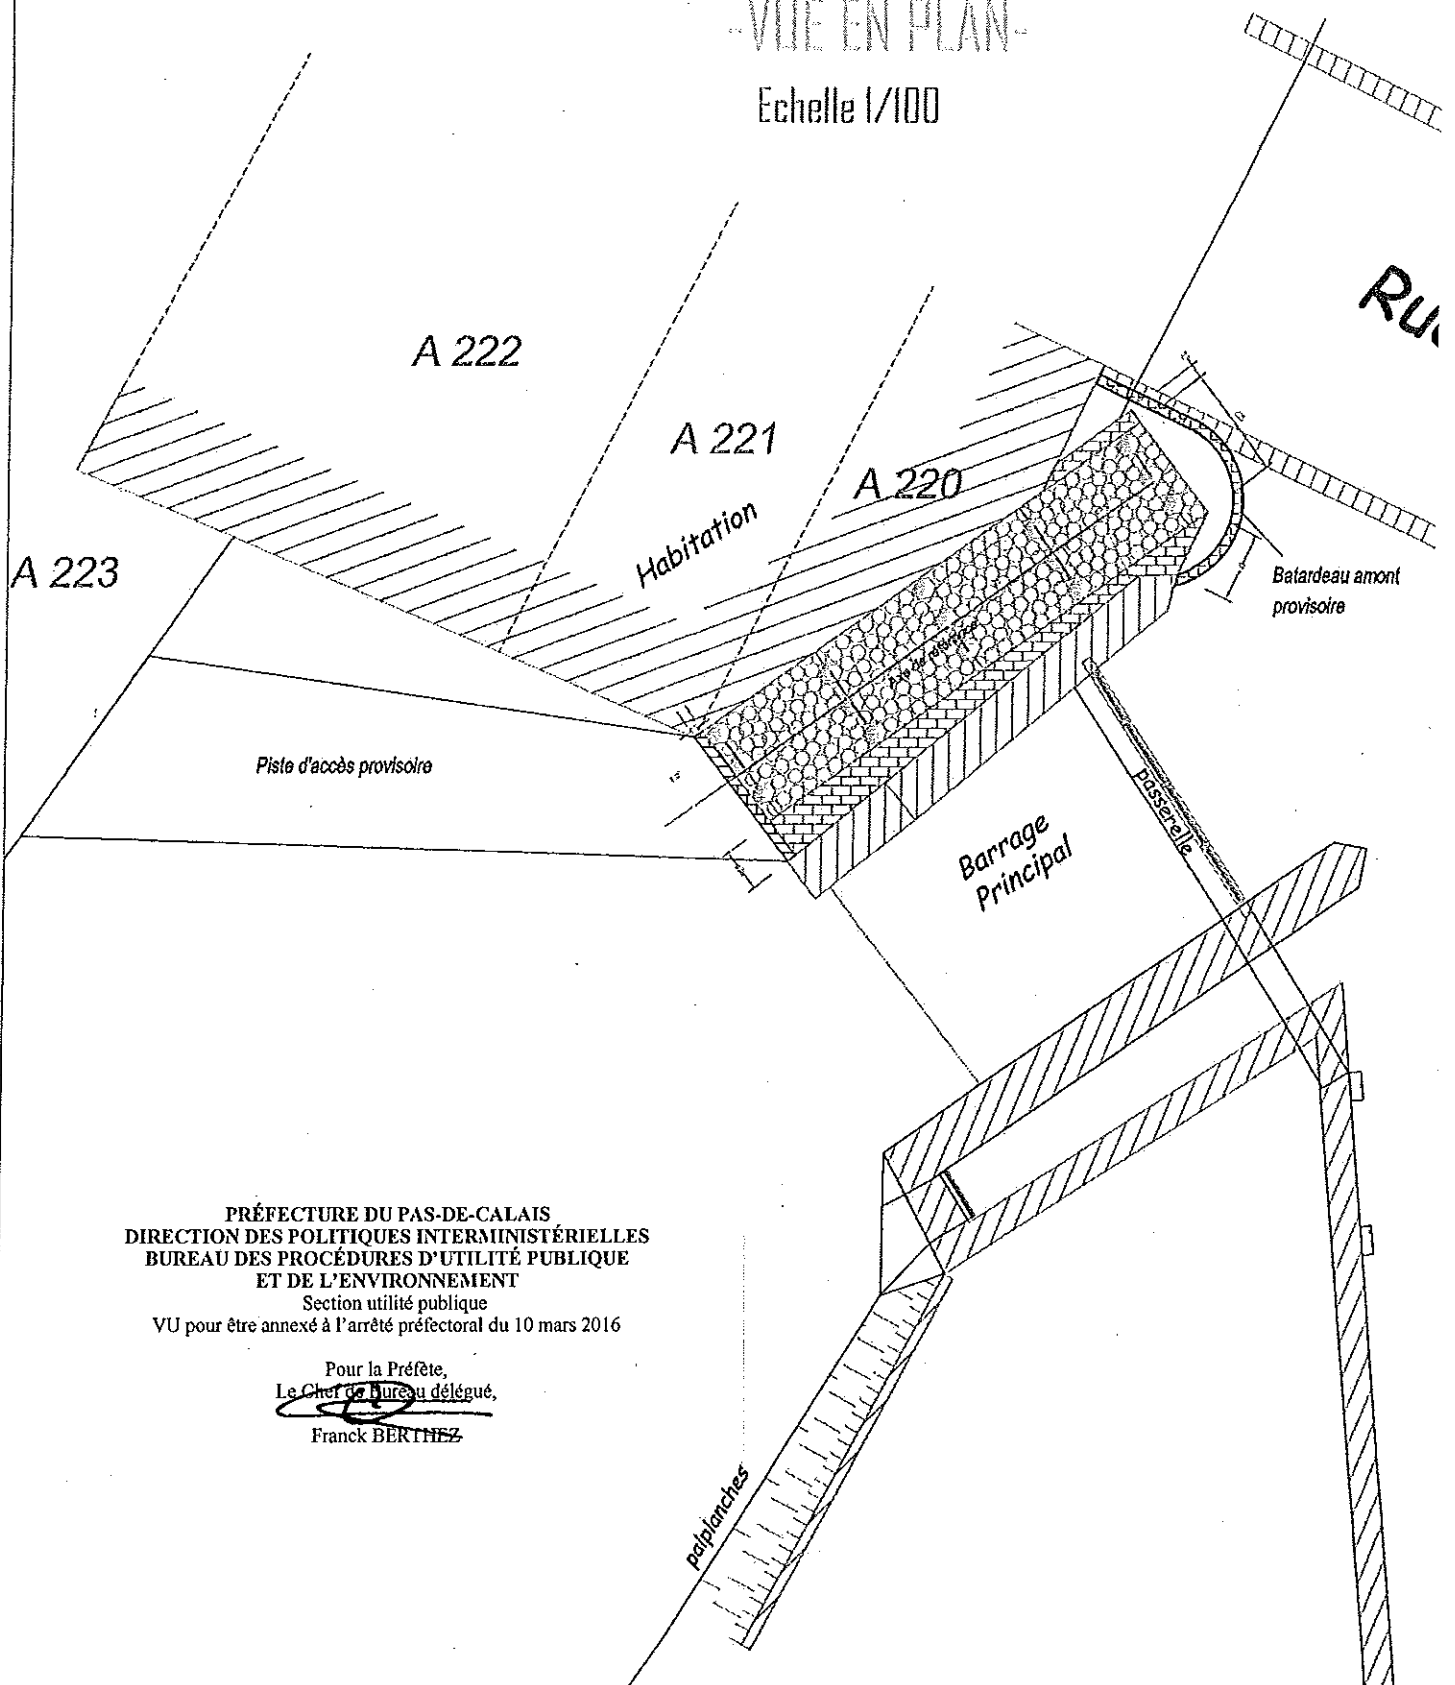 -VUE EN PLAN-
Echelle 1/100
A 222
A 221
A 220
A 223
Habitation
Batardeau amont
provisoire
Piste d'accès provisoire
passerelle
Barrage
Principal
PRÉFECTURE DU PAS-DE-CALAIS
DIRECTION DES POLITIQUES INTERMINISTÉRIELLES
BUREAU DES PROCÉDURES D'UTILITÉ PUBLIQUE
ET DE L'ENVIRONNEMENT
Section utilité publique
VU pour être annexé à l'arrêté préfectoral du 10 mars 2016
Pour la Préfète,
Le Chef de Bureau délégué,
Franck BERTHEZ
palplanches